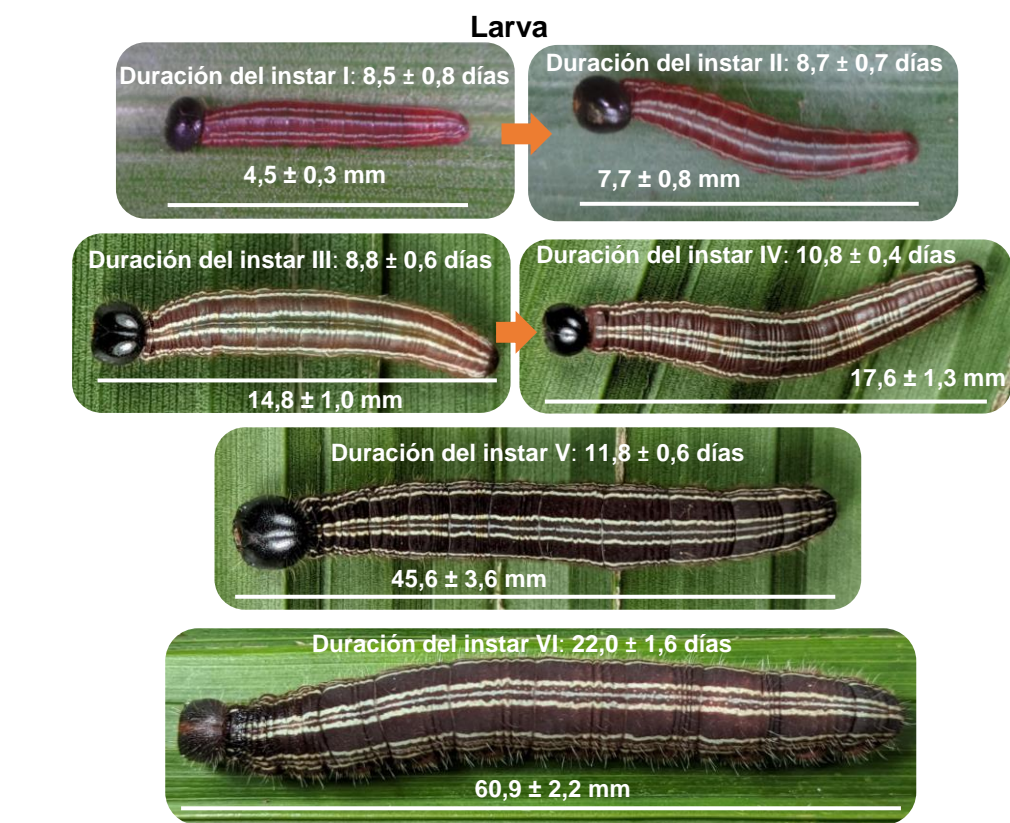 Larva
Duración del instar I: 8,5 ± 0,8 días
4,5 ± 0,3 mm
Duración del instar II: 8,7 ± 0,7 días
7,7 ± 0,8 mm
Duración del instar III: 8,8 ± 0,6 días
14,8 ± 1,0 mm
Duración del instar IV: 10,8 ± 0,4 días
17,6 ± 1,3 mm
Duración del instar V: 11,8 ± 0,6 días
45,6 ± 3,6 mm
Duración del instar VI: 22,0 ± 1,6 días
60,9 ± 2,2 mm